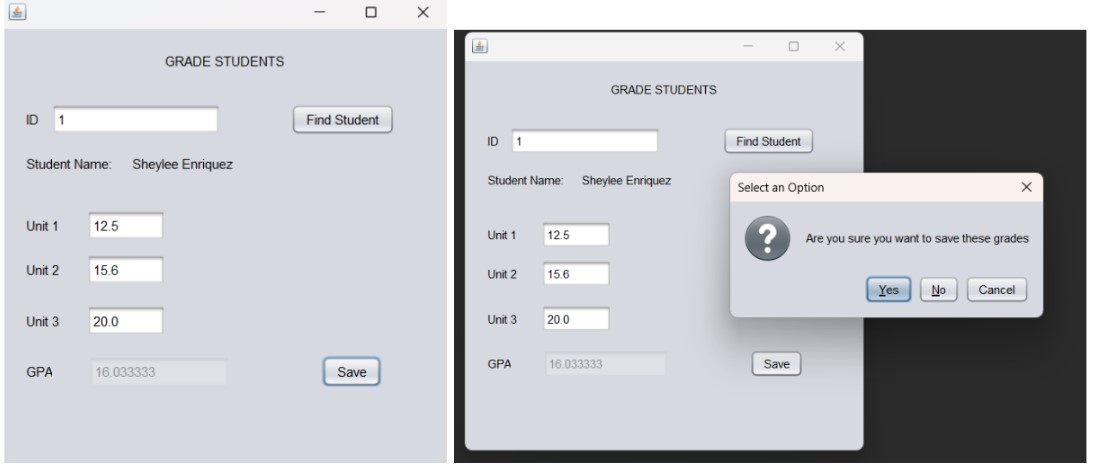 GRADE STUDENTS
ID 1 Find Student
Student Name: Sheylee Enriquez
Unit 1 12.5
Unit 2 15.6
Unit 3 20.0
GPA 16.033333 Save
GRADE STUDENTS
ID 1 Find Student
Student Name: Sheylee Enriquez
Unit 1 12.5
Unit 2 15.6
Unit 3 20.0
GPA 16.033333 Save
Select an Option
Are you sure you want to save these grades
Yes No Cancel